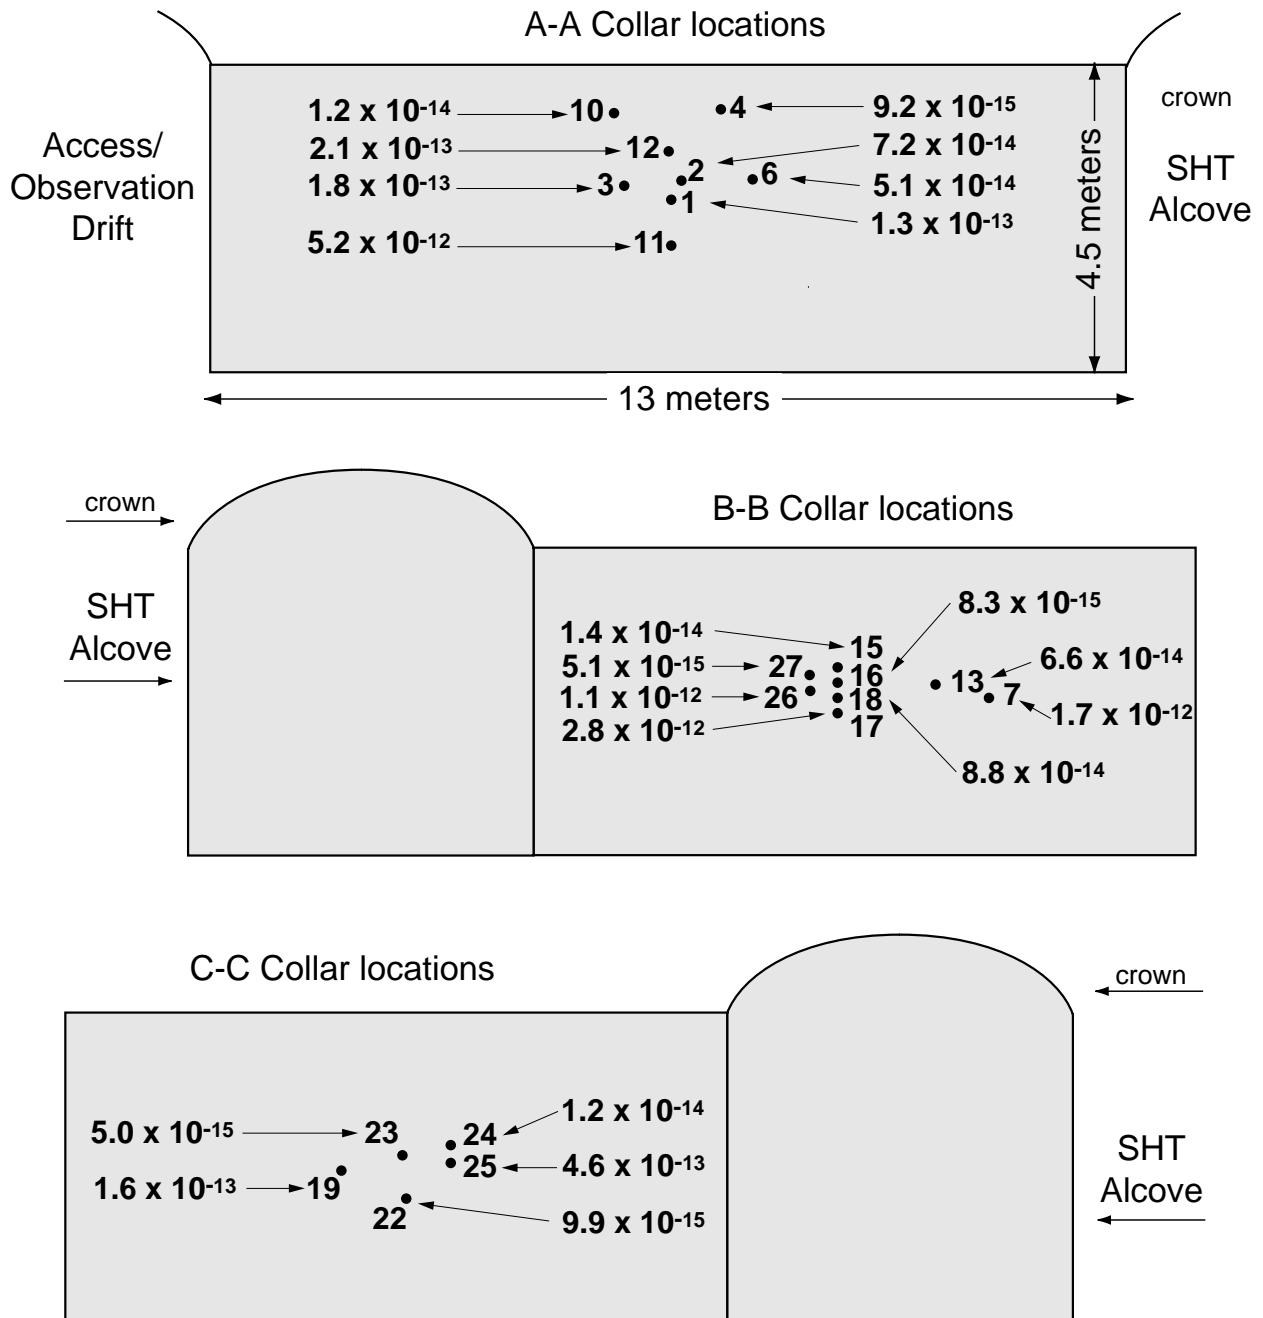 A-A Collar locations
1.2 x 10-14
10
4
9.2 x 10-15
crown
Access/
Observation
Drift
2.1 x 10-13
12
2
7.2 x 10-14
1.8 x 10-13
3
6
5.1 x 10-14
SHT
Alcove
1
1.3 x 10-13
5.2 x 10-12
11
4.5 meters
13 meters
crown
B-B Collar locations
SHT
Alcove
8.3 x 10-15
1.4 x 10-14
15
5.1 x 10-15
27
16
13
6.6 x 10-14
1.1 x 10-12
26
18
7
1.7 x 10-12
2.8 x 10-12
17
8.8 x 10-14
C-C Collar locations
crown
5.0 x 10-15
23
24
1.2 x 10-14
1.6 x 10-13
19
25
4.6 x 10-13
22
9.9 x 10-15
SHT
Alcove